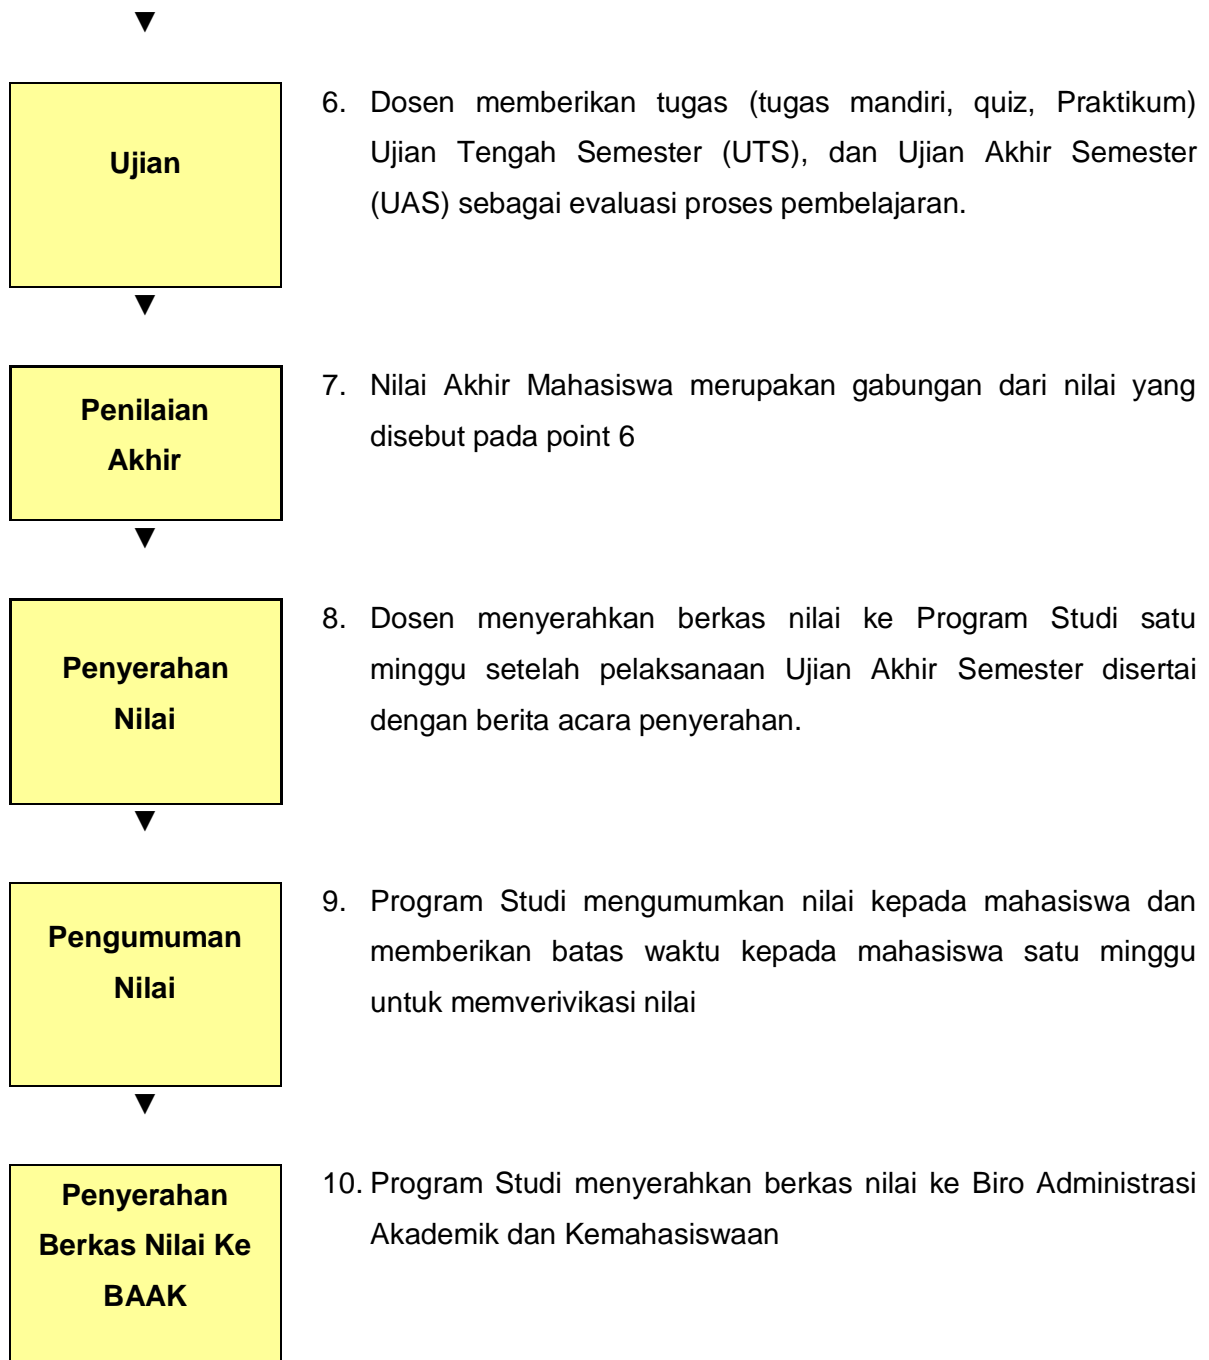 ▼
Ujian
6. Dosen memberikan tugas (tugas mandiri, quiz, Praktikum)
Ujian Tengah Semester (UTS), dan Ujian Akhir Semester
(UAS) sebagai evaluasi proses pembelajaran.
▼
Penilaian
Akhir
7. Nilai Akhir Mahasiswa merupakan gabungan dari nilai yang
disebut pada point 6
▼
Penyerahan
Nilai
8. Dosen menyerahkan berkas nilai ke Program Studi satu
minggu setelah pelaksanaan Ujian Akhir Semester disertai
dengan berita acara penyerahan.
▼
Pengumuman
Nilai
9. Program Studi mengumumkan nilai kepada mahasiswa dan
memberikan batas waktu kepada mahasiswa satu minggu
untuk memverivikasi nilai
▼
Penyerahan
Berkas Nilai Ke
BAAK
10. Program Studi menyerahkan berkas nilai ke Biro Administrasi
Akademik dan Kemahasiswaan